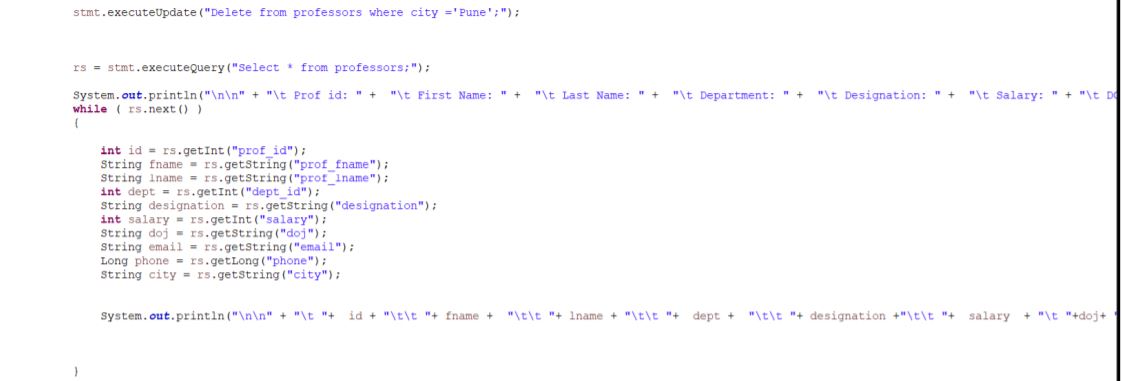 stmt.executeUpdate("Delete from professors where city ='Pune';");
rs = stmt.executeQuery("Select * from professors;");
System.out.println("\n\n" + "\t Prof id: " + "\t First Name: " + "\t Last Name: " + "\t Department: " + "\t Designation: " + "\t Salary: " + "\t DO
while ( rs.next() )
{
int id = rs.getInt("prof_id");
String fname = rs.getString("prof_fname");
String lname = rs.getString("prof_lname");
int dept = rs.getInt("dept_id");
String designation = rs.getString("designation");
int salary = rs.getInt("salary");
String doj = rs.getString("doj");
String email = rs.getString("email");
Long phone = rs.getLong("phone");
String city = rs.getString("city");
System.out.println("\n\n" + "\t "+ id + "\t\t "+ fname + "\t\t "+ lname + "\t\t "+ dept + "\t\t "+ designation +"\t\t "+ salary + "\t "+doj+ "
}